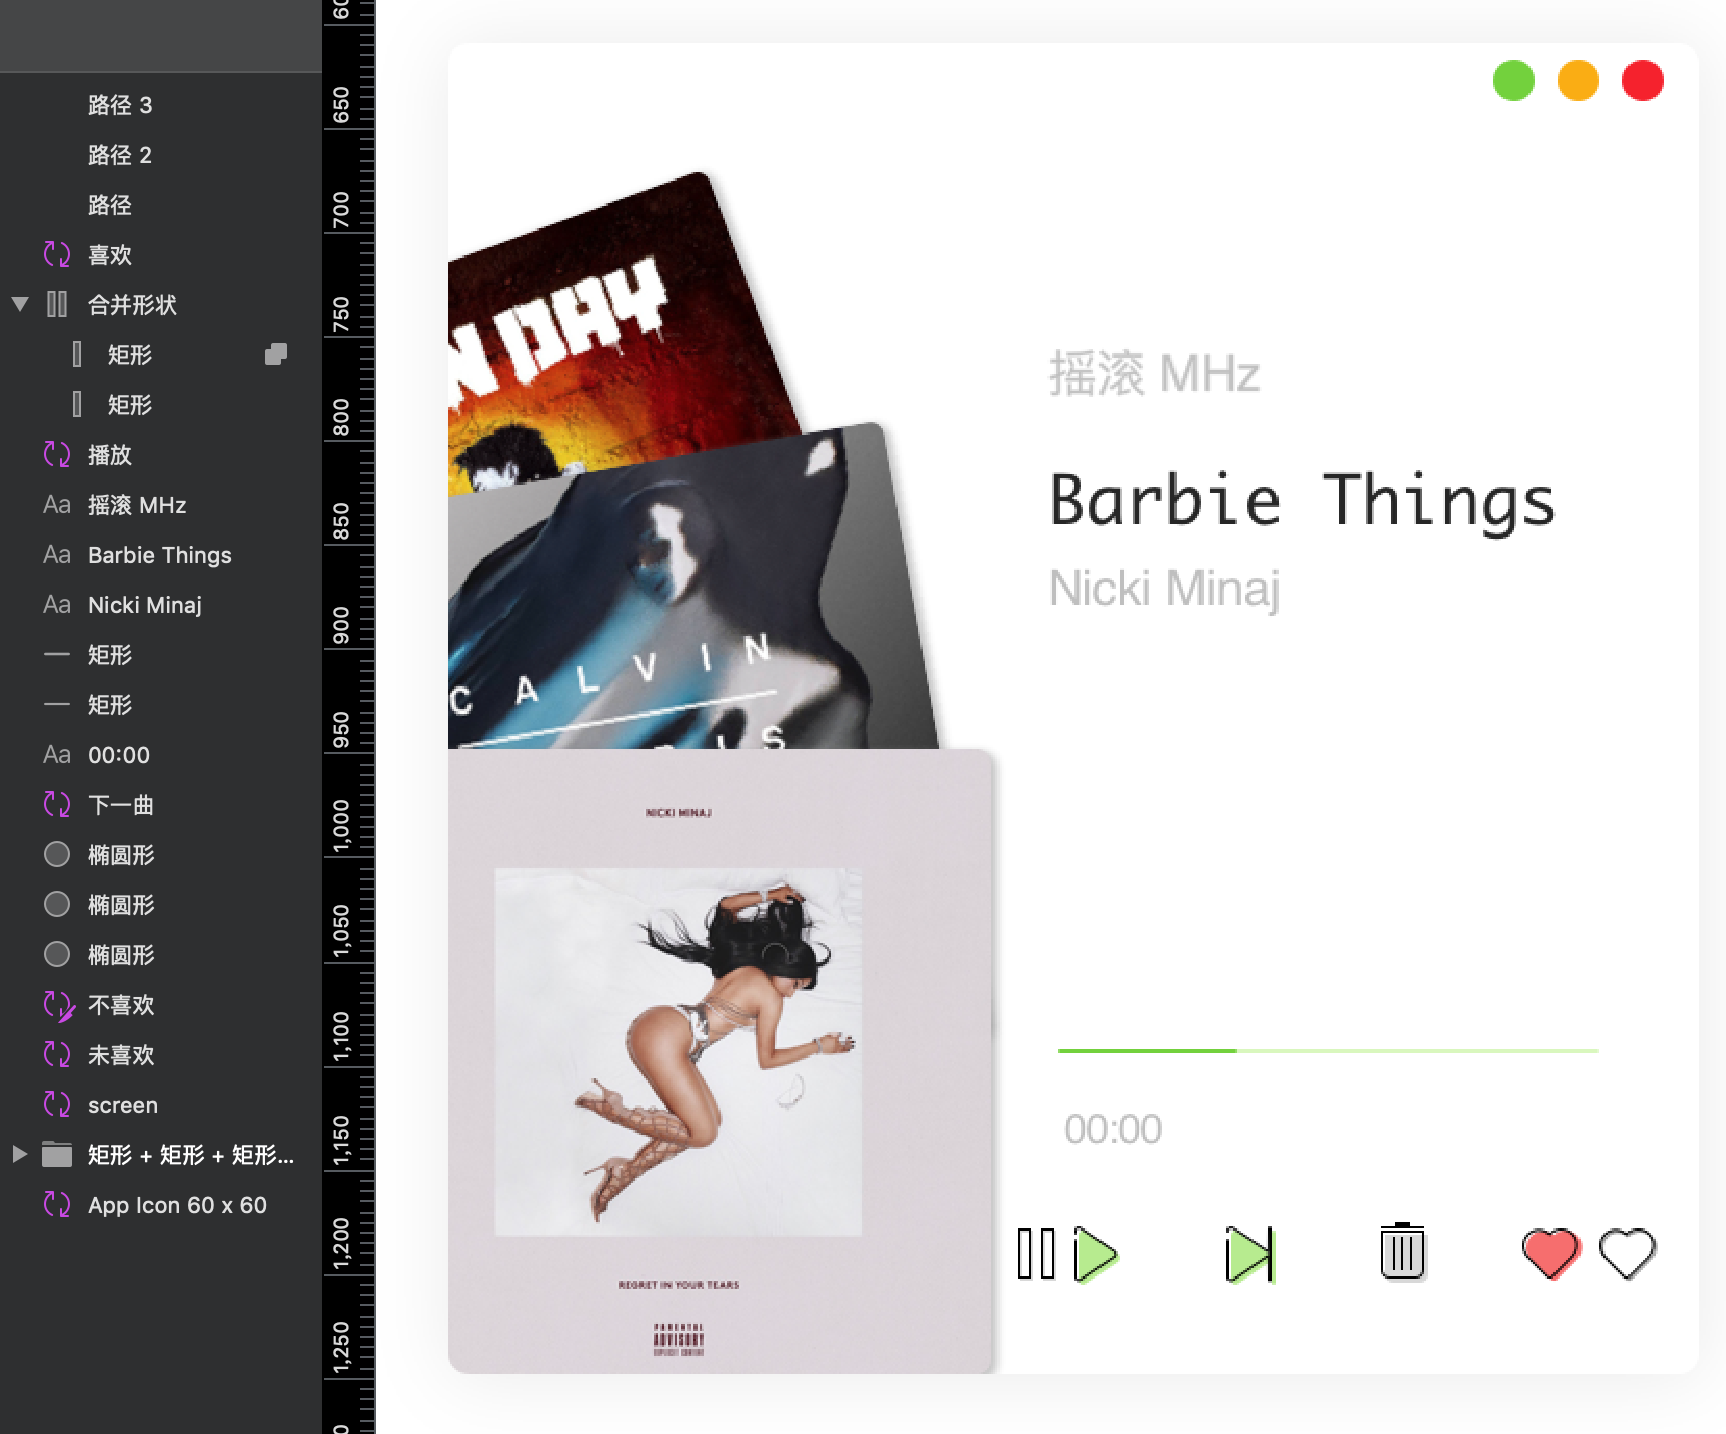 路径 3
路径 2
路径
喜欢
合并形状
矩形
矩形
播放
Aa 摇滚 MHz
Aa Barbie Things
Aa Nicki Minaj
矩形
矩形
Aa 00:00
下一曲
椭圆形
椭圆形
椭圆形
不喜欢
未喜欢
screen
矩形 + 矩形 + 矩形...
App Icon 60 x 60
60
650
700
750
800
850
900
950
1,000
1,050
1,100
1,150
1,200
1,250
0
N DAY
CALVIN
RIS
NICKI MINAJ
REGRET IN YOUR TEARS
PARENTAL
ADVISORY
EXPLICIT CONTENT
摇滚 MHz
Barbie Things
Nicki Minaj
00:00